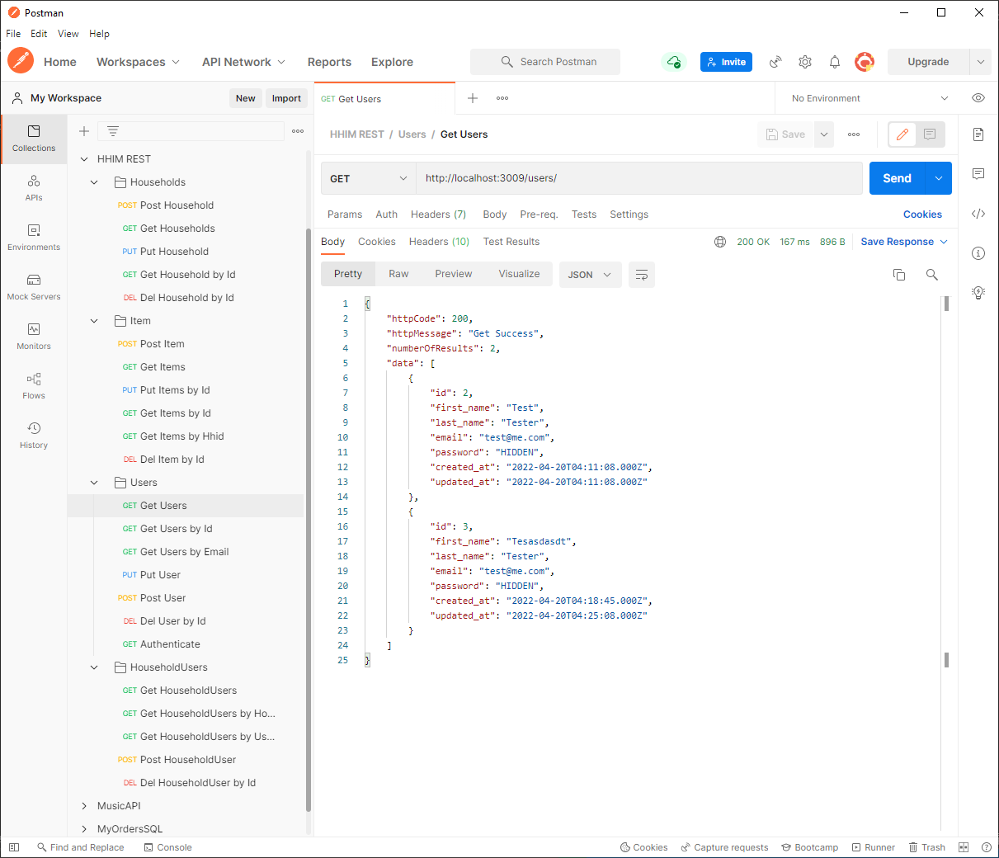 Postman
File Edit View Help
Home Workspaces API Network Reports Explore Search Postman Invite Upgrade
My Workspace New Import GET Get Users No Environment
Collections
APIs
Environments
Mock Servers
Monitors
Flows
History
HHIM REST
Households
POST Post Household
GET Get Households
PUT Put Household
GET Get Household by Id
DEL Del Household by Id
Item
POST Post Item
GET Get Items
PUT Put Items by Id
GET Get Items by Id
GET Get Items by Hhid
DEL Del Item by Id
Users
GET Get Users
GET Get Users by Id
GET Get Users by Email
PUT Put User
POST Post User
DEL Del User by Id
GET Authenticate
HouseholdUsers
GET Get HouseholdUsers
GET Get HouseholdUsers by Ho...
GET Get HouseholdUsers by Us...
POST Post HouseholdUser
DEL Del HouseholdUser by Id
MusicAPI
MyOrdersSQL
HHIM REST / Users / Get Users Save
GET http://localhost:3009/users/ Send
Params Auth Headers (7) Body Pre-req. Tests Settings Cookies
Body Cookies Headers (10) Test Results 200 OK 167 ms 896 B Save Response
Pretty Raw Preview Visualize JSON
1 {
2 "httpCode": 200,
3 "httpMessage": "Get Success",
4 "numberOfResults": 2,
5 "data": [
6 {
7 "id": 2,
8 "first_name": "Test",
9 "last_name": "Tester",
10 "email": "test@me.com",
11 "password": "HIDDEN",
12 "created_at": "2022-04-20T04:11:08.000Z",
13 "updated_at": "2022-04-20T04:11:08.000Z"
14 },
15 {
16 "id": 3,
17 "first_name": "Tesasdasdt",
18 "last_name": "Tester",
19 "email": "test@me.com",
20 "password": "HIDDEN",
21 "created_at": "2022-04-20T04:18:45.000Z",
22 "updated_at": "2022-04-20T04:25:08.000Z"
23 }
24 ]
25 }
Find and Replace Console Cookies Capture requests Bootcamp Runner Trash